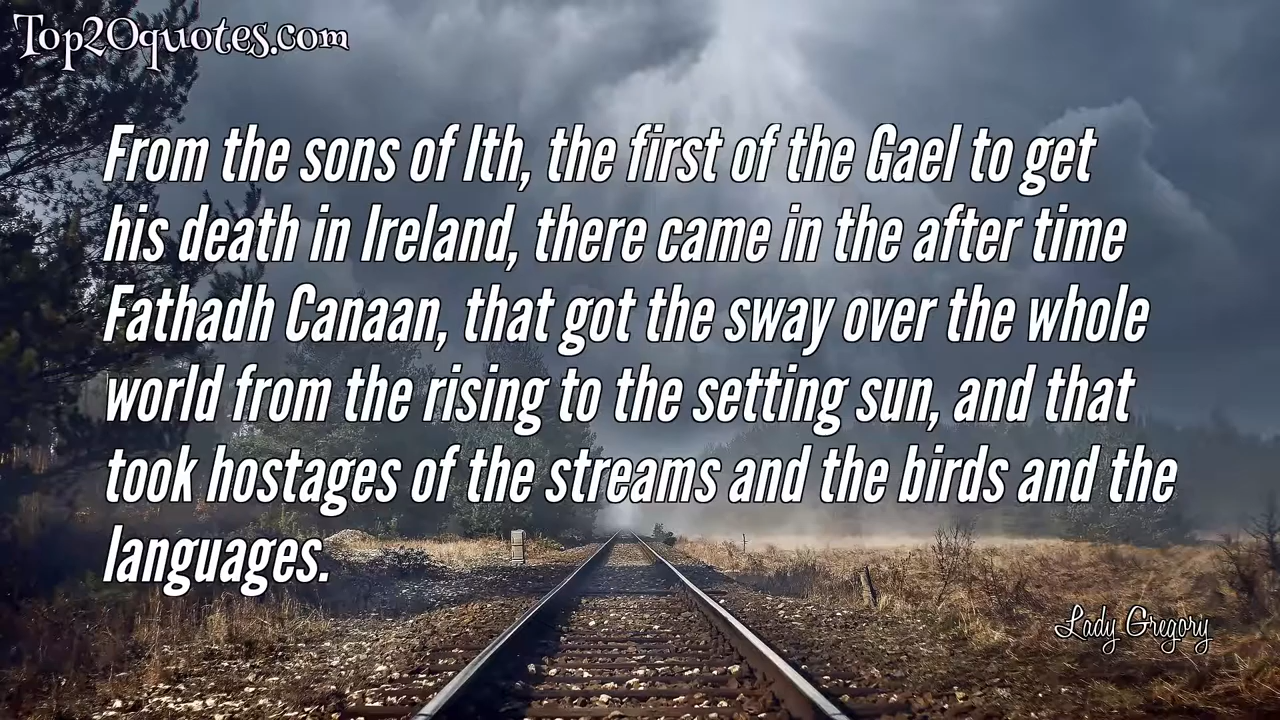 Top20quotes.com
From the sons of Ith, the first of the Gael to get
his death in Ireland, there came in the after time
Fathadh Canaan, that got the sway over the whole
world from the rising to the setting sun, and that
took hostages of the streams and the birds and the
languages.
Lady Gregory